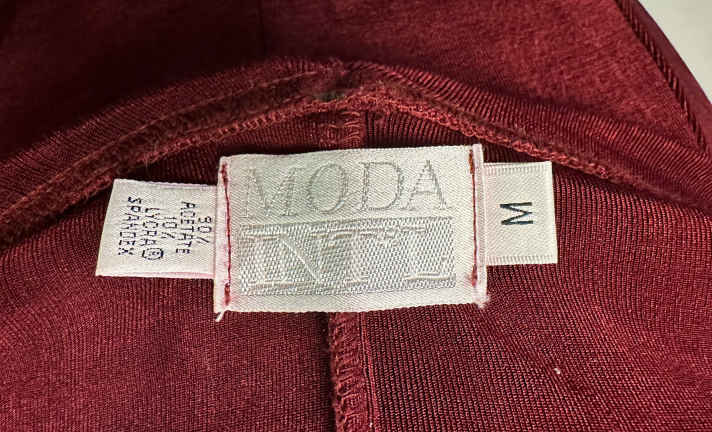 MODA
INT'L
90%
ACETATE
10%
LYCRA®
SPANDEX
M